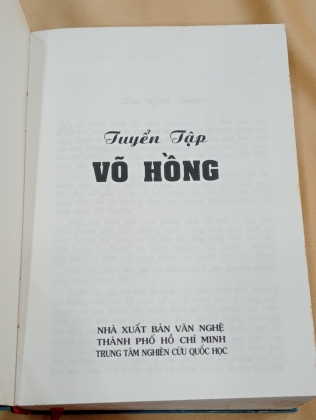 Tuyển Tập
VÕ HỒNG
NHÀ XUẤT BẢN VĂN NGHỆ
THÀNH PHỐ HỒ CHÍ MINH
TRUNG TÂM NGHIÊN CỨU QUỐC HỌC